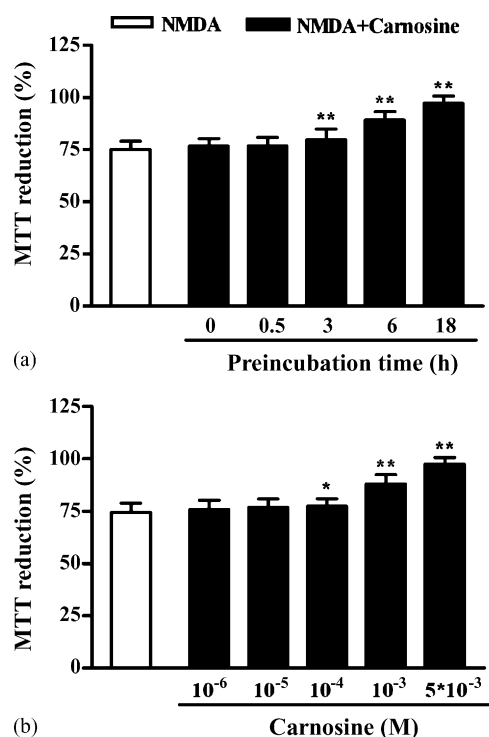 NMDA NMDA+Carnosine
MTT reduction (%)
125
100
75
50
25
0
** ** **
0 0.5 3 6 18
Preincubation time (h)
(a)
MTT reduction (%)
125
100
75
50
25
0
* ** **
10⁻⁶ 10⁻⁵ 10⁻⁴ 10⁻³ 5*10⁻³
Carnosine (M)
(b)